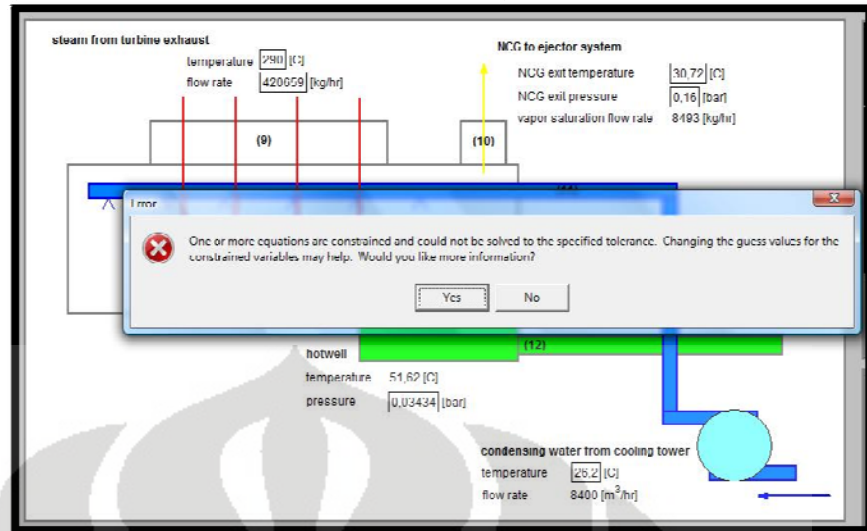 steam from turbine exhaust
temperature 290 [C]
flow rate 420659 [kg/hr]
NCG to ejector system
NCG exit temperature 30,72 [C]
NCG exit pressure 0,16 [bar]
vapor saturation flow rate 8493 [kg/hr]
(9)
(10)
Error
One or more equations are constrained and could not be solved to the specified tolerance. Changing the guess values for the
constrained variables may help. Would you like more information?
Yes
No
(12)
hotwell
temperature 51,62 [C]
pressure 0,03434 [bar]
condensing water from cooling tower
temperature 26,2 [C]
flow rate 8400 [m³/hr]